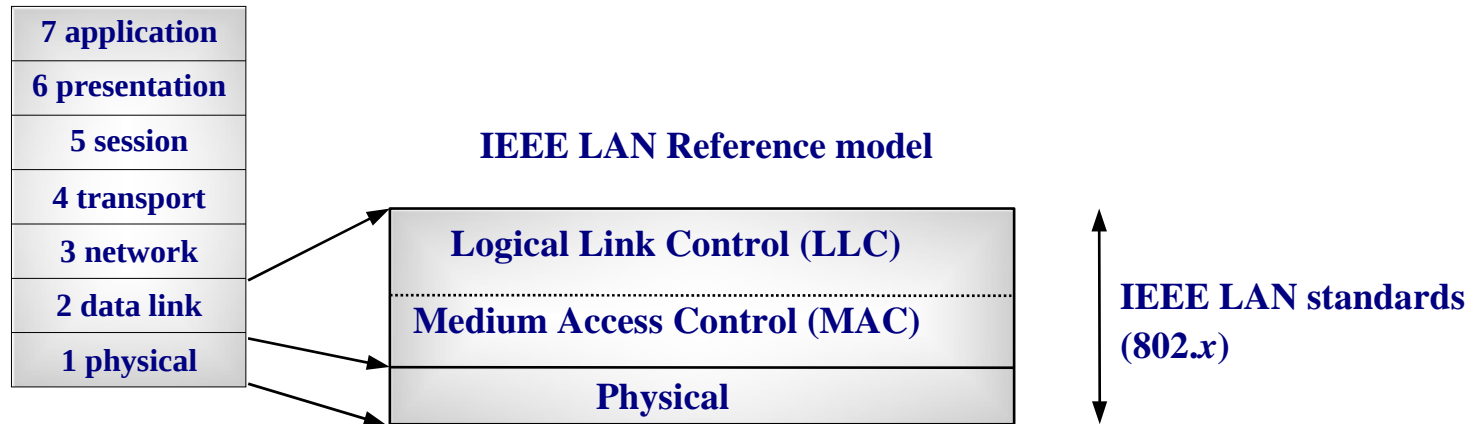 7 application
6 presentation
5 session
4 transport
3 network
2 data link
1 physical
IEEE LAN Reference model
Logical Link Control (LLC)
Medium Access Control (MAC)
Physical
IEEE LAN standards
(802.x)